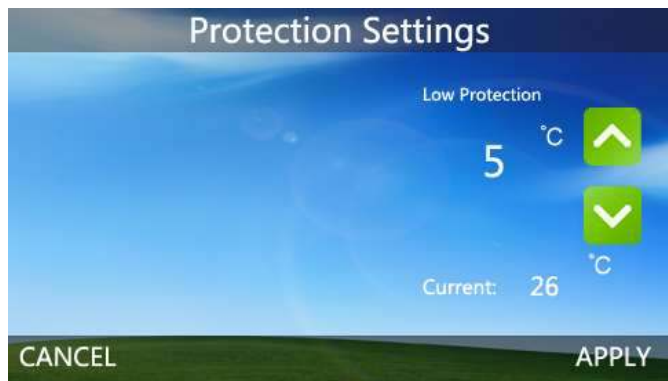 Protection Settings
Low Protection
5 °C
°C
Current: 26
CANCEL APPLY